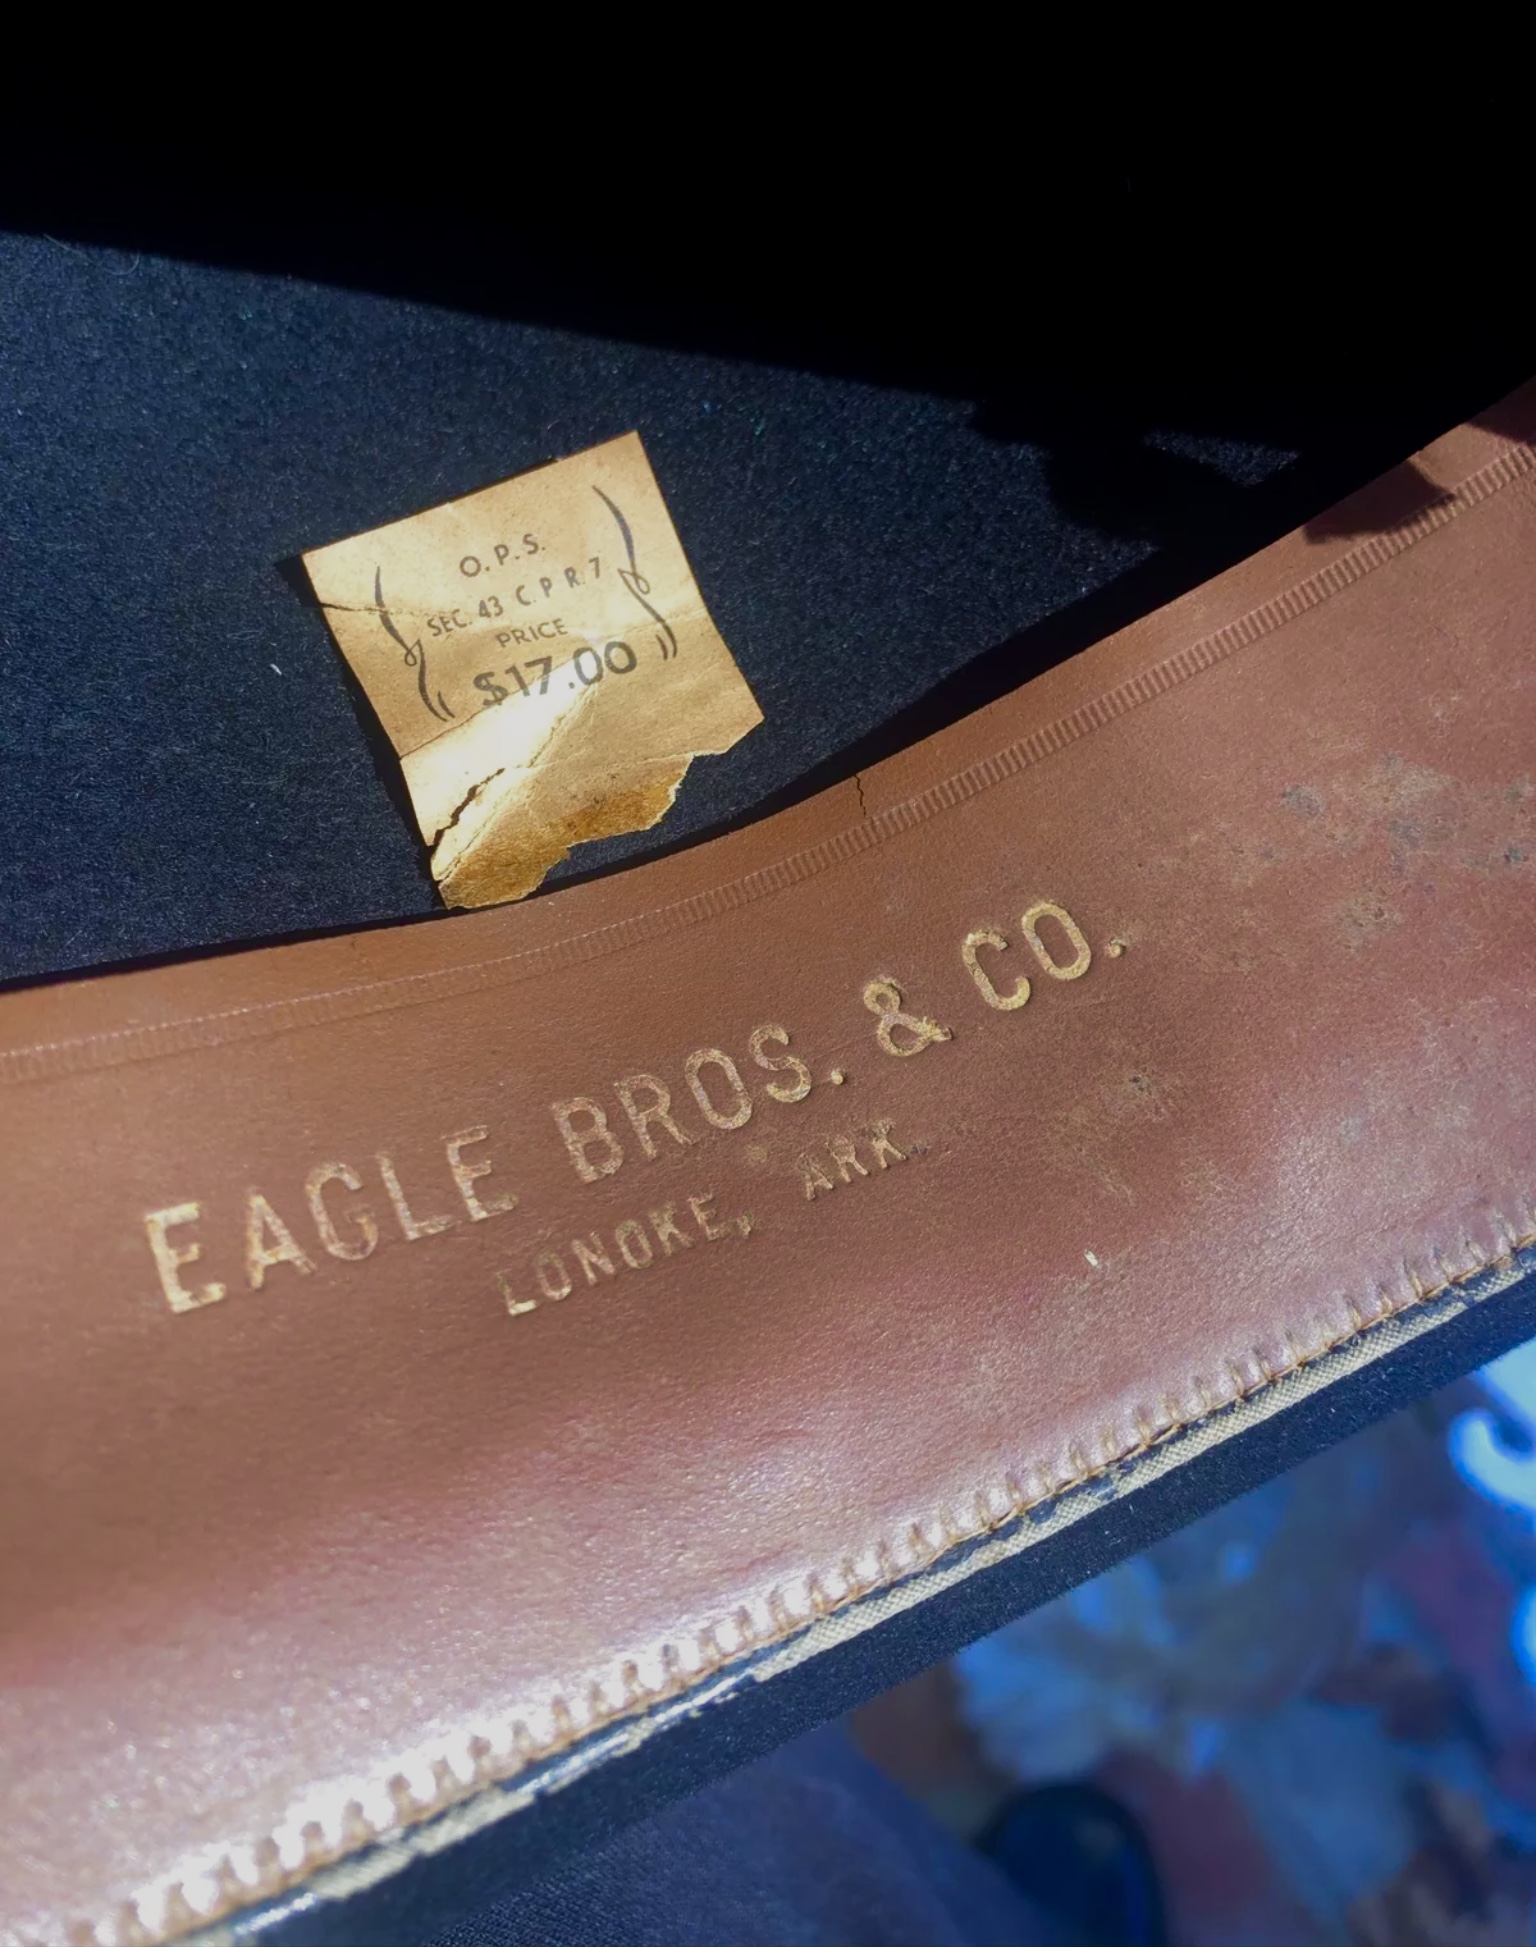 O.P.S.
SEC. 43 C. P R. 7
PRICE
$17.00
EAGLE BROS. & CO.
LONOKE, ARK.